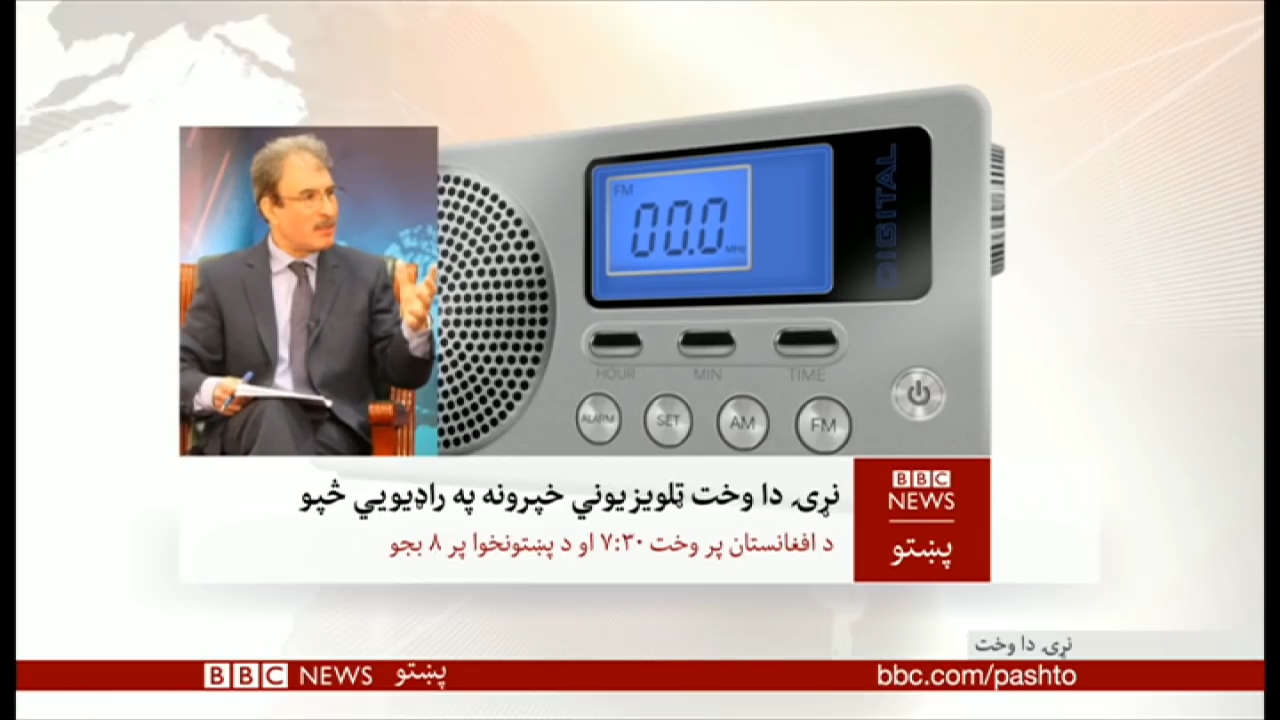 FM
00.0
MHz
DIGITAL
HOUR MIN TIME
ALARM SET AM FM
نړۍ دا وخت ټلویزیوني خپرونه په راډیویي څپو
د افغانستان پر وخت ۷:۳۰ او د پښتونخوا پر ۸ بجو
BBC
NEWS
پښتو
نړۍ دا وخت
BBC NEWS پښتو
bbc.com/pashto